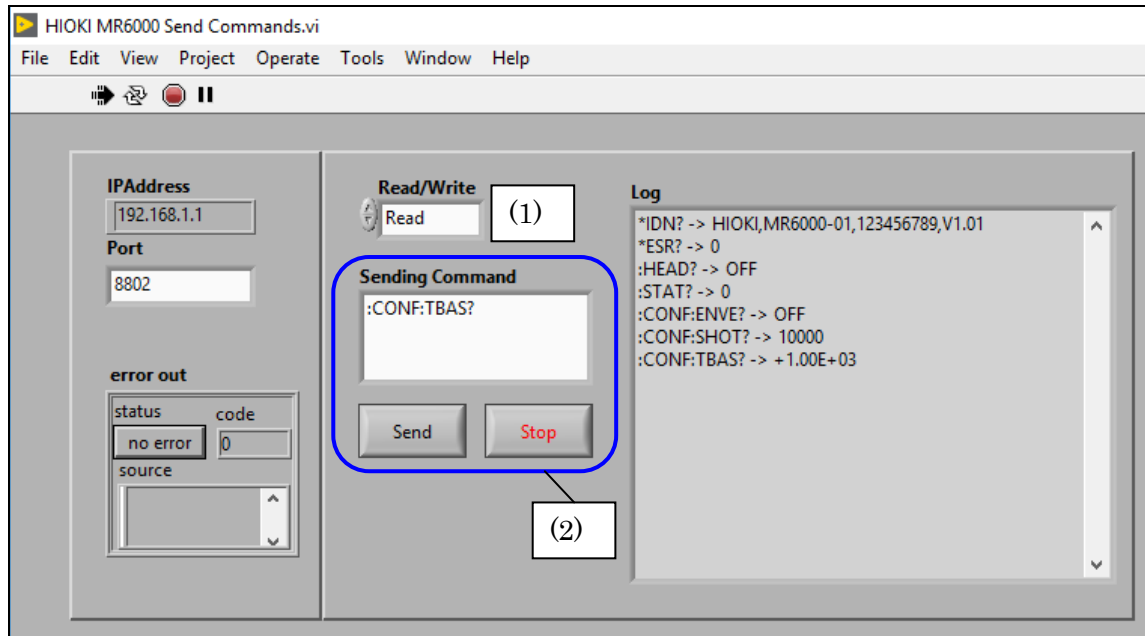 HIOKI MR6000 Send Commands.vi
File Edit View Project Operate Tools Window Help
IPAddress
192.168.1.1
Port
8802
error out
status code
no error 0
source
Read/Write
Read
(1)
Sending Command
:CONF:TBAS?
Send Stop
(2)
Log
*IDN? -> HIOKI,MR6000-01,123456789,V1.01
*ESR? -> 0
:HEAD? -> OFF
:STAT? -> 0
:CONF:ENVE? -> OFF
:CONF:SHOT? -> 10000
:CONF:TBAS? -> +1.00E+03